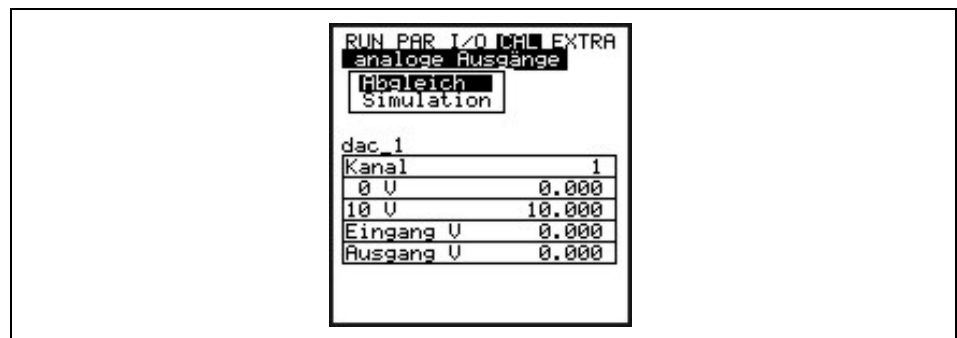 RUN PAR I/O CAL EXTRA
analoge Ausgänge
Abgleich
Simulation
dac_1
Kanal 1
0 V 0.000
10 V 10.000
Eingang V 0.000
Ausgang V 0.000